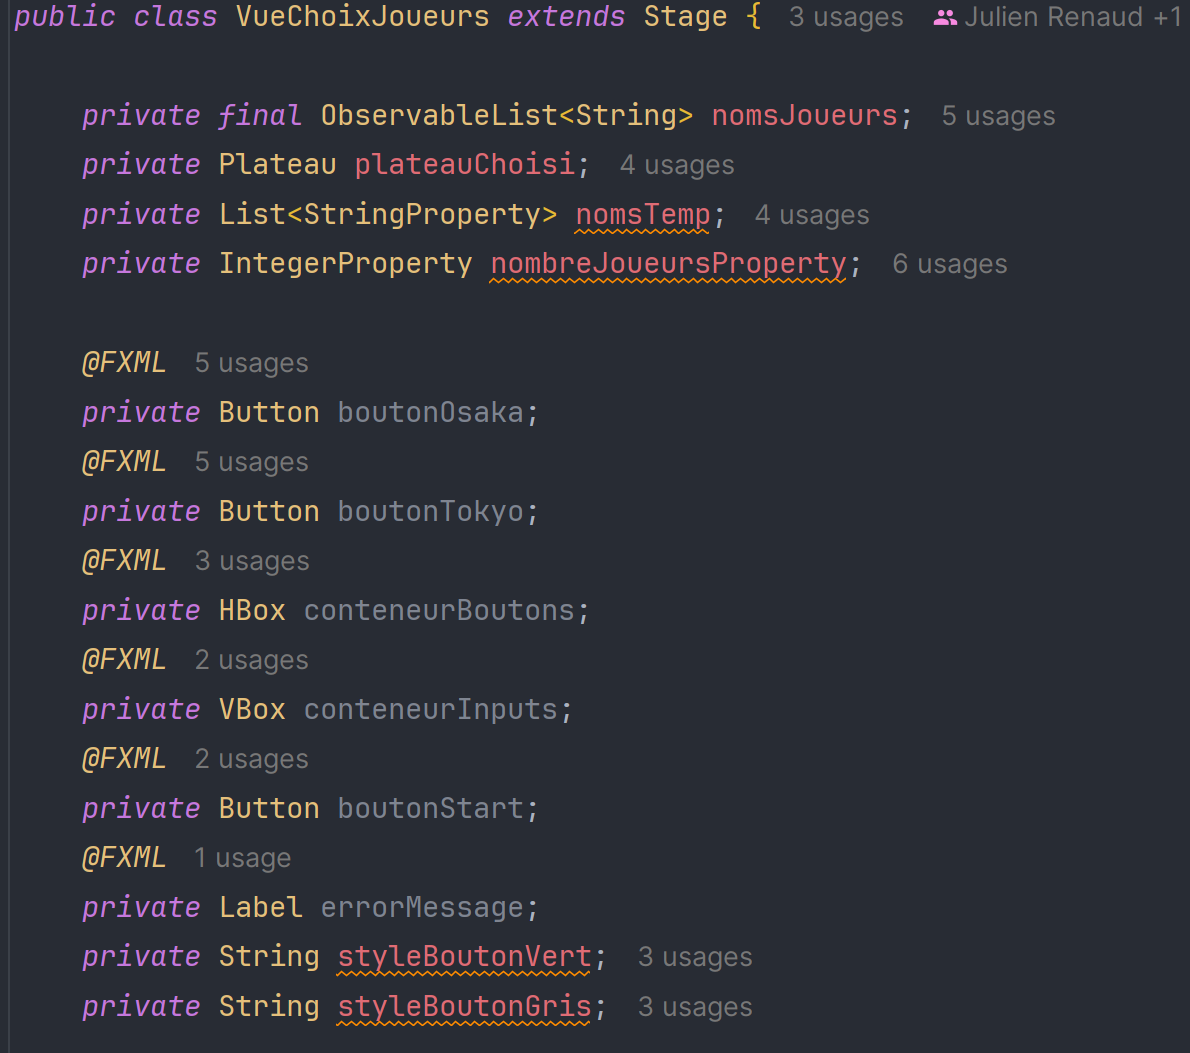 public class VueChoixJoueurs extends Stage { 3 usages Julien Renaud +1
private final ObservableList<String> nomsJoueurs; 5 usages
private Plateau plateauChoisi; 4 usages
private List<StringProperty> nomsTemp; 4 usages
private IntegerProperty nombreJoueursProperty; 6 usages
@FXML 5 usages
private Button boutonOsaka;
@FXML 5 usages
private Button boutonTokyo;
@FXML 3 usages
private HBox conteneurBoutons;
@FXML 2 usages
private VBox conteneurInputs;
@FXML 2 usages
private Button boutonStart;
@FXML 1 usage
private Label errorMessage;
private String styleBoutonVert; 3 usages
private String styleBoutonGris; 3 usages